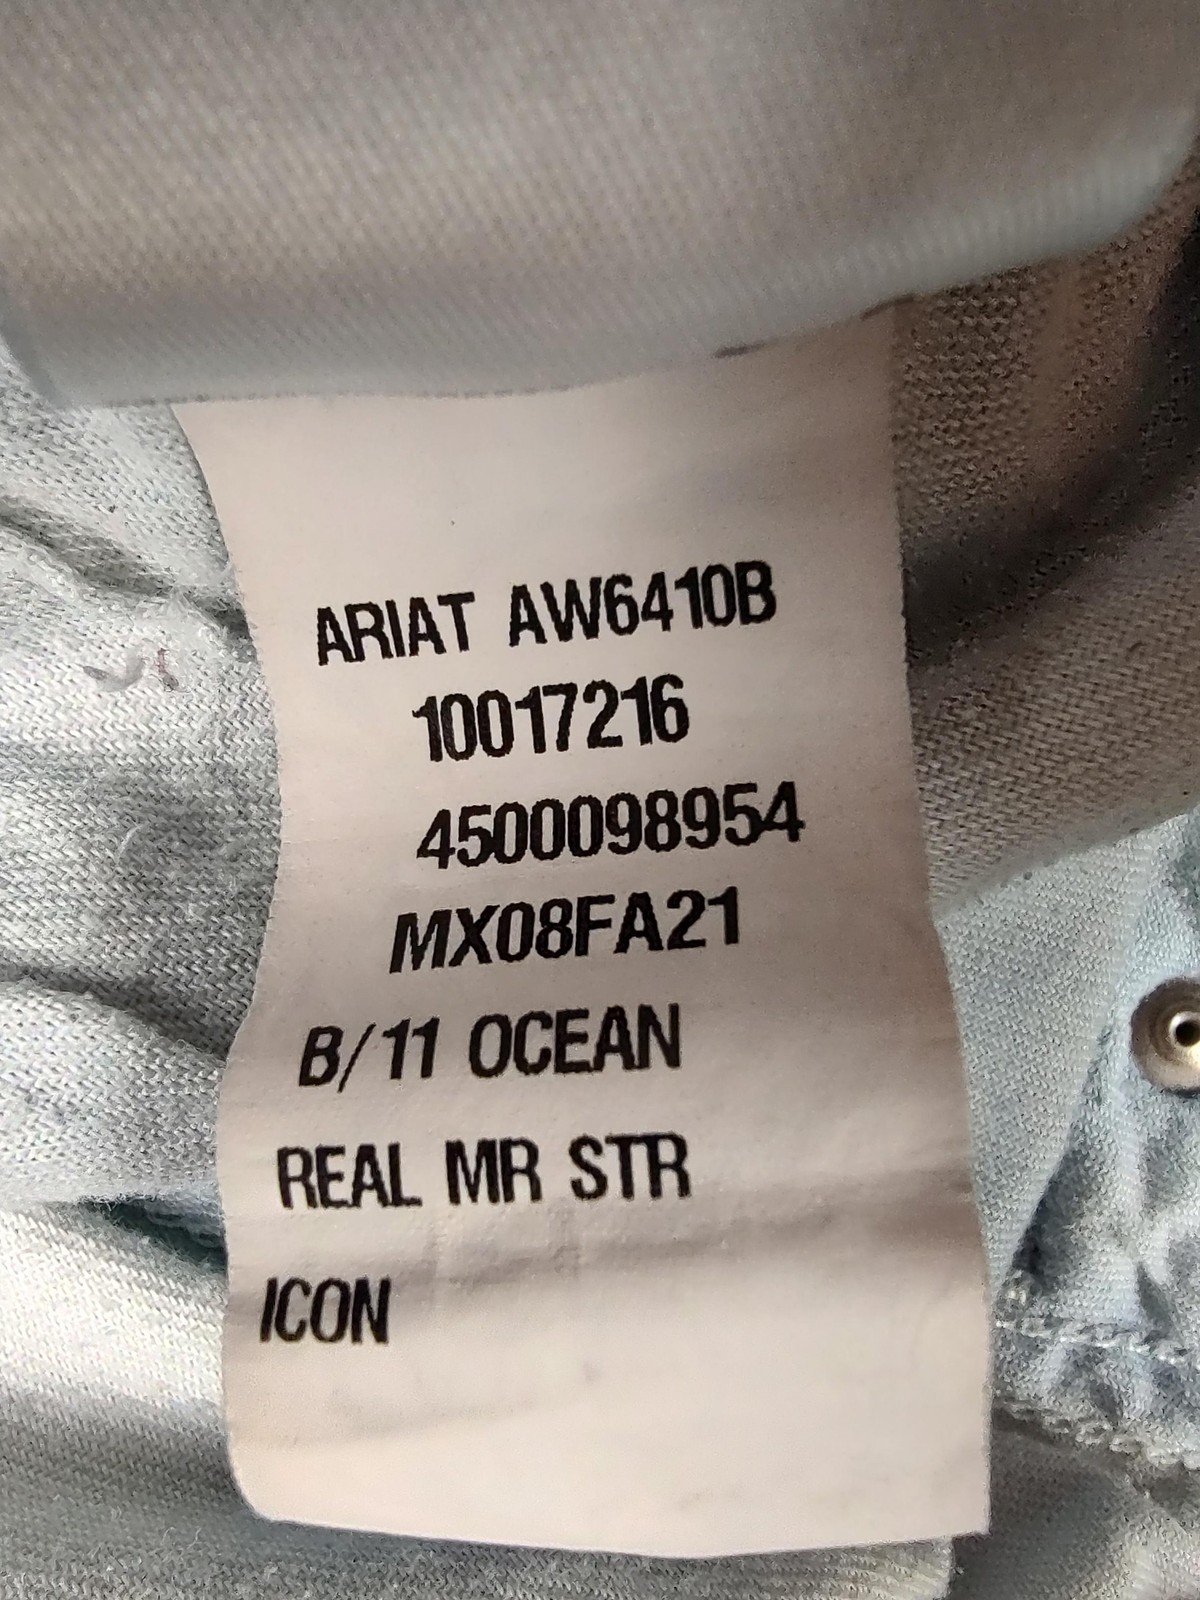 ARIAT AW6410B
10017216
4500098954
MX08FA21
B/11 OCEAN
REAL MR STR
ICON